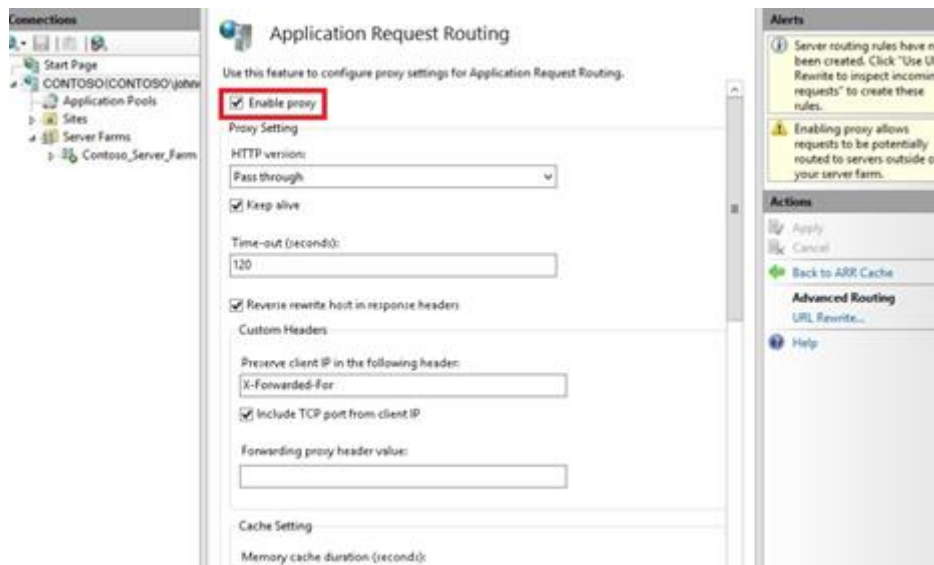 Connections
Start Page
CONTOSO(CONTOSO\john
Application Pools
Sites
Server Farms
Contoso_Server_Farm
Application Request Routing
Use this feature to configure proxy settings for Application Request Routing.
Enable proxy
Proxy Setting
HTTP version:
Pass through
Keep alive
Time-out (seconds):
120
Reverse rewrite host in response headers
Custom Headers
Preserve client IP in the following header:
X-Forwarded-For
Include TCP port from client IP
Forwarding proxy header value:
Cache Setting
Memory cache duration (seconds):
Alerts
Server routing rules have n
been created. Click "Use U
Rewrite to inspect incomin
requests" to create these
rules.
Enabling proxy allows
requests to be potentially
routed to servers outside o
your server farm.
Actions
Apply
Cancel
Back to ARR Cache
Advanced Routing
URL Rewrite...
Help